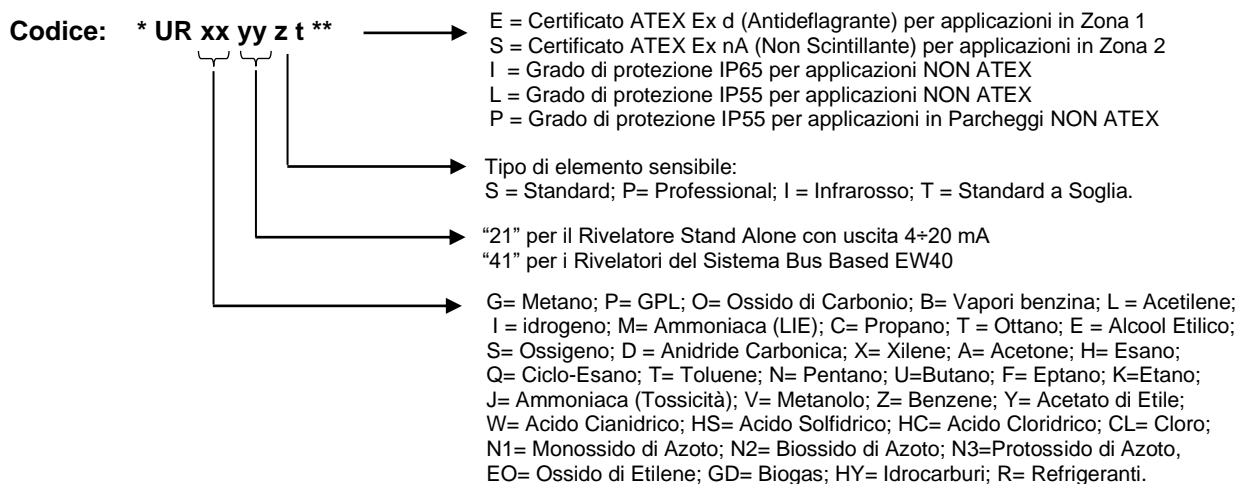 Codice: * UR xx yy z t **
E = Certificato ATEX Ex d (Antideflagrante) per applicazioni in Zona 1
S = Certificato ATEX Ex nA (Non Scintillante) per applicazioni in Zona 2
I = Grado di protezione IP65 per applicazioni NON ATEX
L = Grado di protezione IP55 per applicazioni NON ATEX
P = Grado di protezione IP55 per applicazioni in Parcheggi NON ATEX
Tipo di elemento sensibile:
S = Standard; P= Professional; I = Infrarosso; T = Standard a Soglia.
“21” per il Rivelatore Stand Alone con uscita 4÷20 mA
“41” per i Rivelatori del Sistema Bus Based EW40
G= Metano; P= GPL; O= Ossido di Carbonio; B= Vapori benzina; L = Acetilene;
I = idrogeno; M= Ammoniaca (LIE); C= Propano; T = Ottano; E = Alcool Etilico;
S= Ossigeno; D = Anidride Carbonica; X= Xilene; A= Acetone; H= Esano;
Q= Ciclo-Esano; T= Toluene; N= Pentano; U=Butano; F= Eptano; K=Etano;
J= Ammoniaca (Tossicità); V= Metanolo; Z= Benzene; Y= Acetato di Etile;
W= Acido Cianidrico; HS= Acido Solfidrico; HC= Acido Cloridrico; CL= Cloro;
N1= Monossido di Azoto; N2= Biossido di Azoto; N3=Protossido di Azoto,
EO= Ossido di Etilene; GD= Biogas; HY= Idrocarburi; R= Refrigeranti.